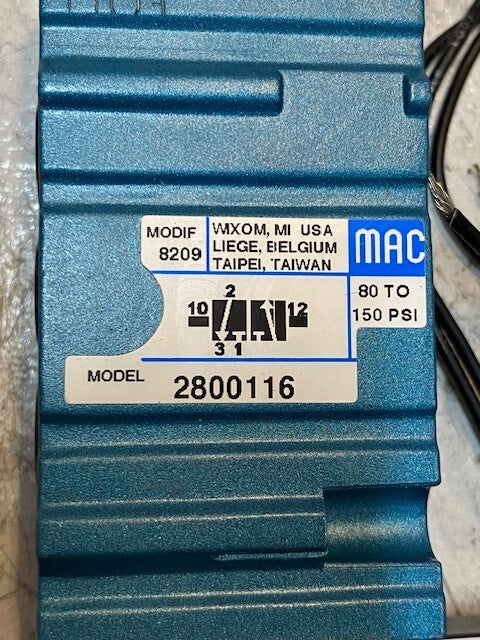 MODIF
8209
WIXOM, MI USA
LIEGE, BELGIUM
TAIPEI, TAIWAN
MAC
80 TO
150 PSI
2
10 12
3 1
MODEL 2800116